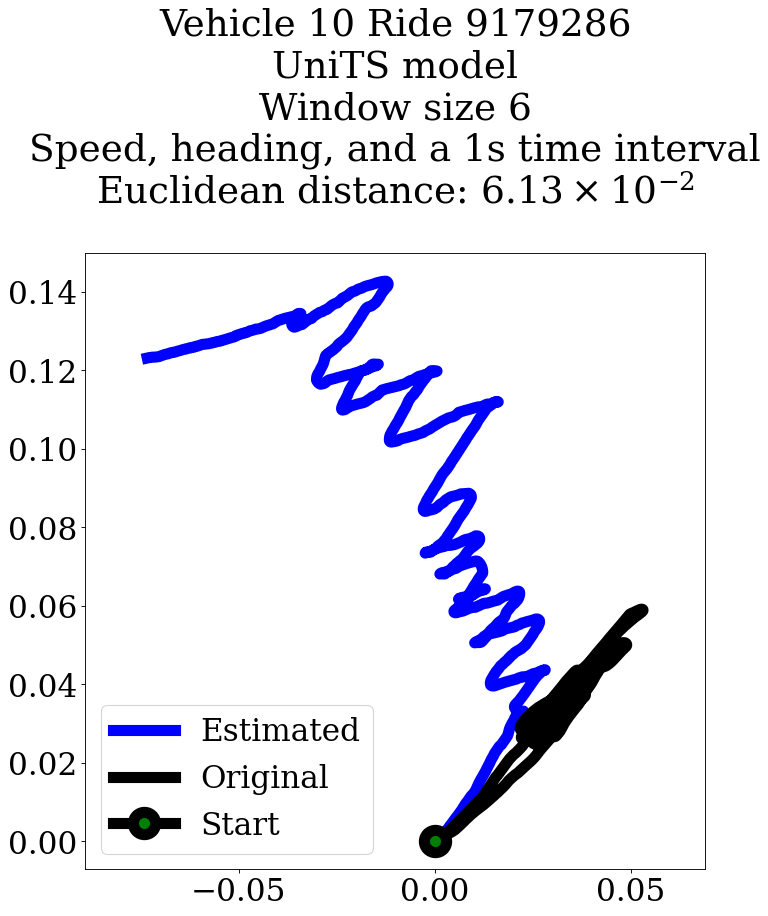 Vehicle 10 Ride 9179286
UniTS model
Window size 6
Speed, heading, and a 1s time interval
Euclidean distance: 6.13 × 10⁻²
0.14
0.12
0.10
0.08
0.06
0.04
0.02
0.00
Estimated
Original
Start
−0.05 0.00 0.05